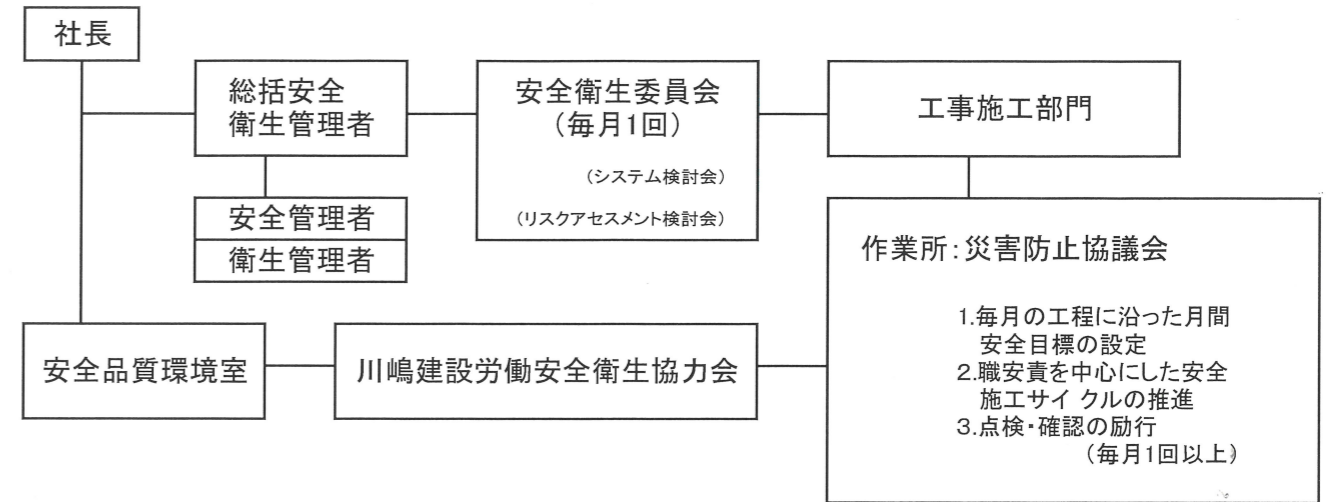 社長
総括安全
衛生管理者
安全衛生委員会
（毎月1回）
（システム検討会）
（リスクアセスメント検討会）
工事施工部門
安全管理者
衛生管理者
作業所：災害防止協議会
1.毎月の工程に沿った月間
安全目標の設定
2.職安責を中心にした安全
施工サイ クルの推進
3.点検・確認の励行
（毎月1回以上）
安全品質環境室
川嶋建設労働安全衛生協力会